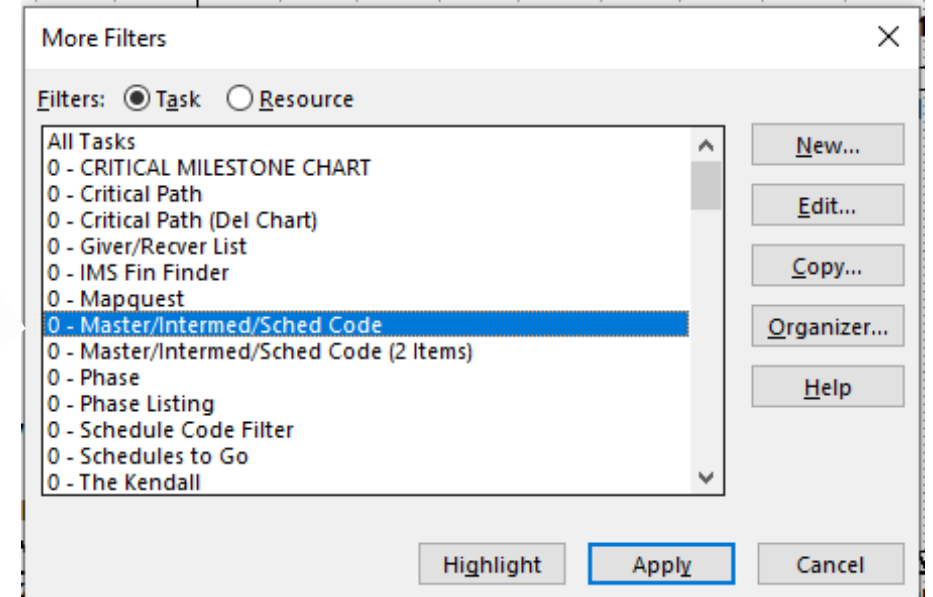 More Filters
Filters: Task Resource
All Tasks
0 - CRITICAL MILESTONE CHART
0 - Critical Path
0 - Critical Path (Del Chart)
0 - Giver/Recver List
0 - IMS Fin Finder
0 - Mapquest
0 - Master/Intermed/Sched Code
0 - Master/Intermed/Sched Code (2 Items)
0 - Phase
0 - Phase Listing
0 - Schedule Code Filter
0 - Schedules to Go
0 - The Kendall
New...
Edit...
Copy...
Organizer...
Help
Highlight Apply Cancel